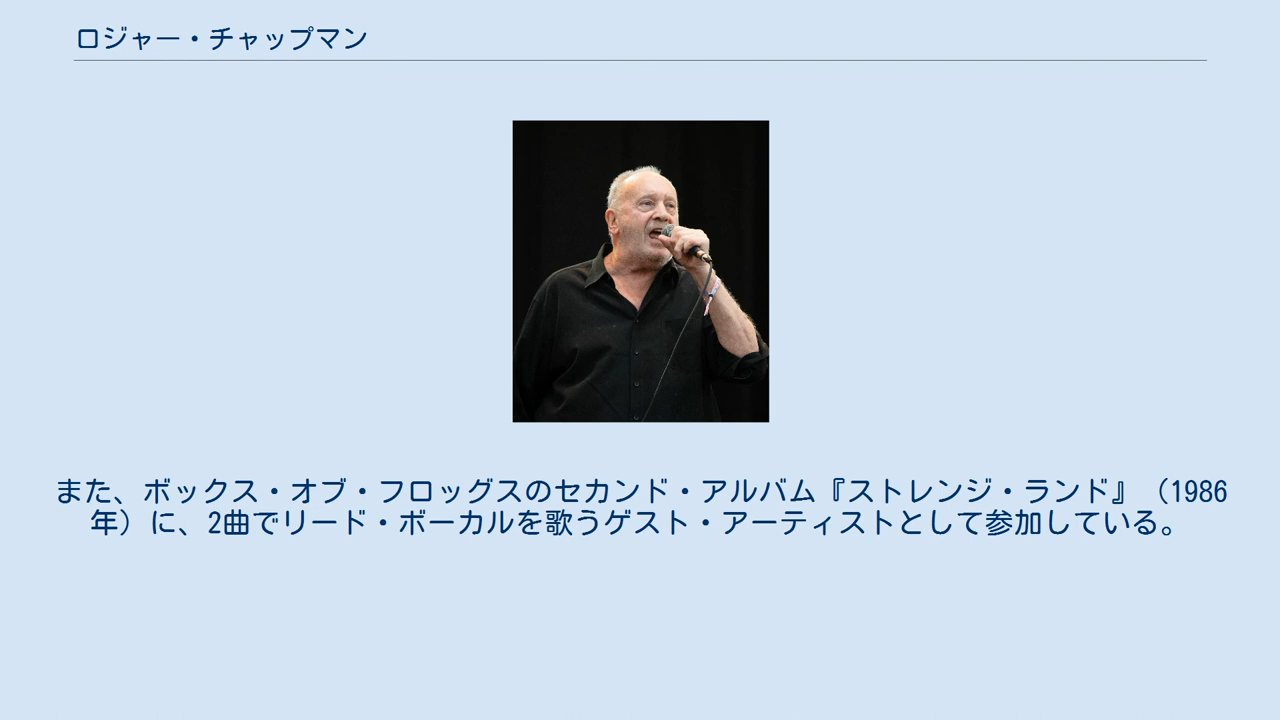 ロジャー・チャップマン
また、ボックス・オブ・フロッグスのセカンド・アルバム『ストレンジ・ランド』（1986
年）に、2曲でリード・ボーカルを歌うゲスト・アーティストとして参加している。